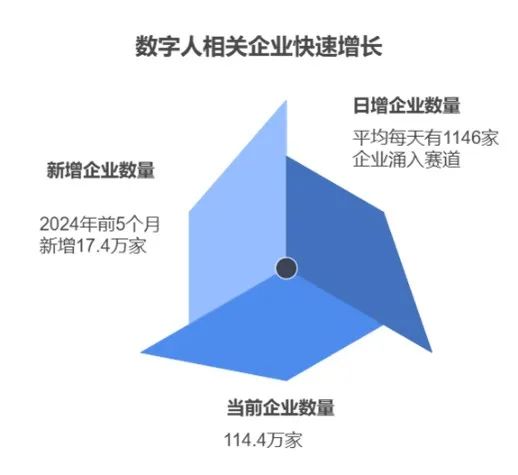 数字人相关企业快速增长
日增企业数量
平均每天有1146家
企业涌入赛道
新增企业数量
2024年前5个月
新增17.4万家
当前企业数量
114.4万家